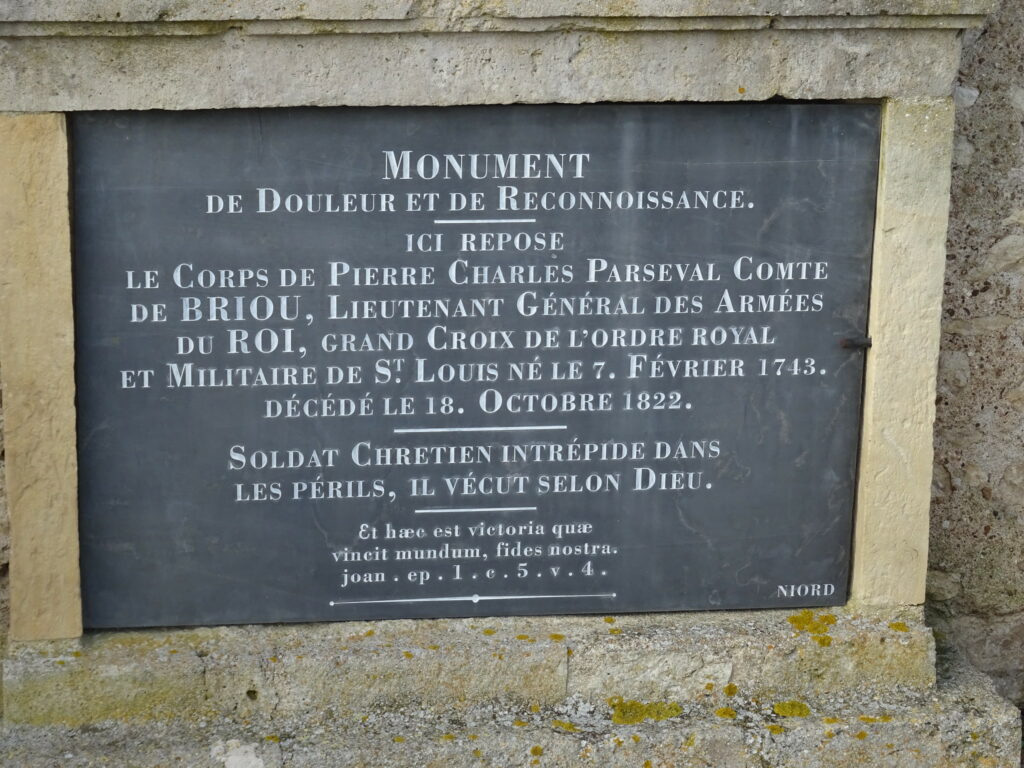 MONUMENT
DE DOULEUR ET DE RECONNOISSANCE.
ICI REPOSE
LE CORPS DE PIERRE CHARLES PARSEVAL COMTE
DE BRIOU, LIEUTENANT GÉNÉRAL DES ARMÉES
DU ROI, GRAND CROIX DE L'ORDRE ROYAL
ET MILITAIRE DE ST. LOUIS NÉ LE 7. FÉVRIER 1743.
DÉCÉDÉ LE 18. OCTOBRE 1822.
SOLDAT CHRETIEN INTRÉPIDE DANS
LES PÉRILS, IL VÉCUT SELON DIEU.
Et hæc est victoria quæ
vincit mundum, fides nostra.
joan. ep. 1. c. 5. v. 4.
NIORD